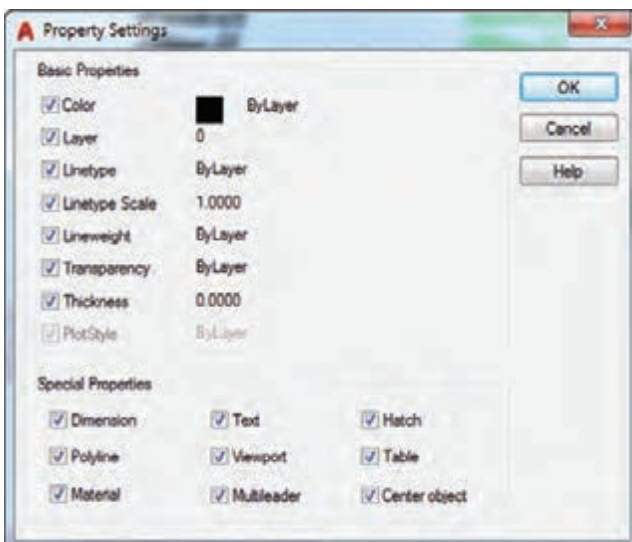 Property Settings
Basic Properties
Color ByLayer
Layer 0
Linetype ByLayer
Linetype Scale 1.0000
Lineweight ByLayer
Transparency ByLayer
Thickness 0.0000
PlotStyle ByLayer
Special Properties
Dimension Text Hatch
Polyline Viewport Table
Material Multileader Center object
OK
Cancel
Help